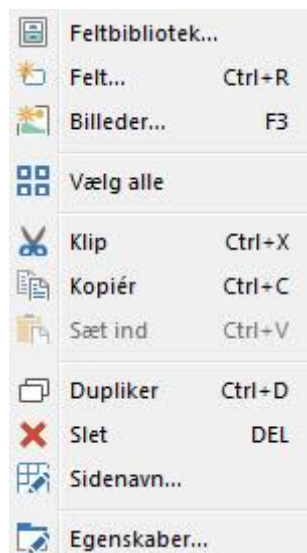 Feltbibliotek...
Felt... Ctrl+R
Billeder... F3
Vælg alle
Klip Ctrl+X
Kopiér Ctrl+C
Sæt ind Ctrl+V
Dupliker Ctrl+D
Slet DEL
Sidenavn...
Egenskaber...